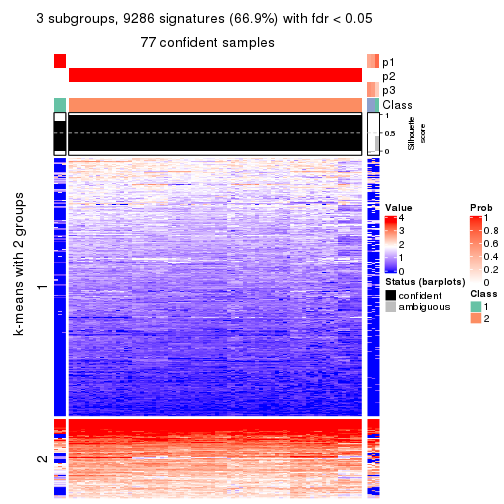 3 subgroups, 9286 signatures (66.9%) with fdr < 0.05
77 confident samples
p1
p2
p3
Class
1
0.5
0
Silhouette
score
k-means with 2 groups
1
2
Value
4
3
2
1
0
Status (barplots)
confident
ambiguous
Prob
1
0.8
0.6
0.4
0.2
0
Class
1
2